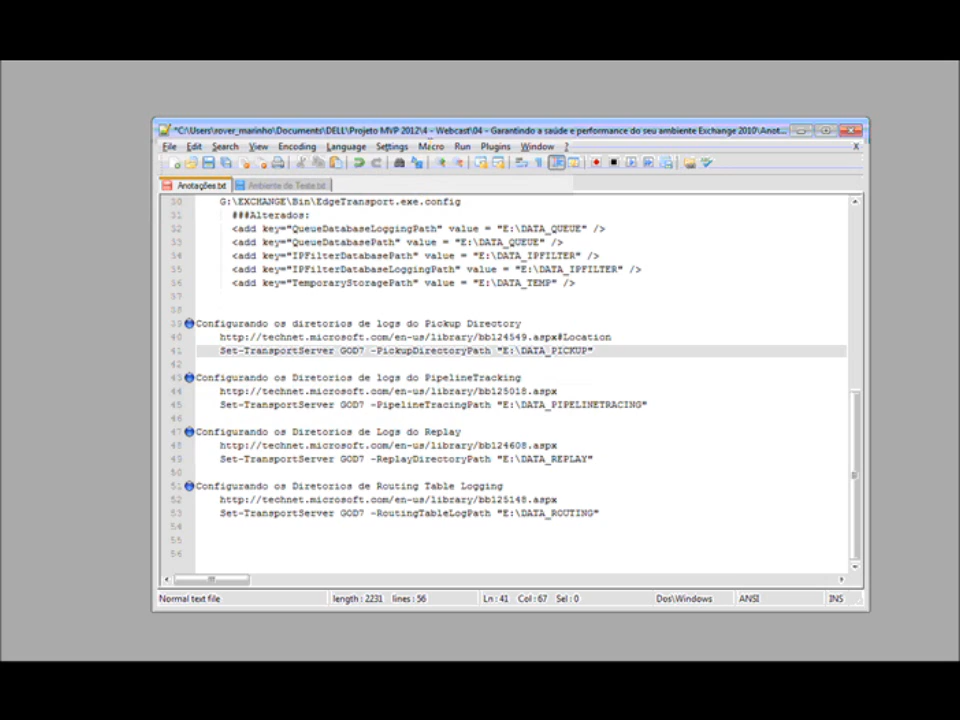 *C:\Users\rover_marinho\Documents\DELL\Projeto MVP 2012\4 - Webcast\04 - Garantindo a saúde e performance do seu ambiente Exchange 2010\Anot...
File Edit Search View Encoding Language Settings Macro Run Plugins Window ? X
Anotações.txt Ambiente de Teste.txt
30 G:\EXCHANGE\Bin\EdgeTransport.exe.config
31 ###Alterados:
32 <add key="QueueDatabaseLoggingPath" value = "E:\DATA_QUEUE" />
33 <add key="QueueDatabasePath" value = "E:\DATA_QUEUE" />
34 <add key="IPFilterDatabasePath" value = "E:\DATA_IPFILTER" />
35 <add key="IPFilterDatabaseLoggingPath" value = "E:\DATA_IPFILTER" />
36 <add key="TemporaryStoragePath" value = "E:\DATA_TEMP" />
37
38
39 Configurando os diretorios de logs do Pickup Directory
40 http://technet.microsoft.com/en-us/library/bb124549.aspx#Location
41 Set-TransportServer GOD7 -PickupDirectoryPath "E:\DATA_PICKUP"
42
43 Configurando os Diretorios de logs do PipelineTracking
44 http://technet.microsoft.com/en-us/library/bb125018.aspx
45 Set-TransportServer GOD7 -PipelineTracingPath "E:\DATA_PIPELINETRACING"
46
47 Configurando os Diretorios de Logs do Replay
48 http://technet.microsoft.com/en-us/library/bb124608.aspx
49 Set-TransportServer GOD7 -ReplayDirectoryPath "E:\DATA_REPLAY"
50
51 Configurando os Diretorios de Routing Table Logging
52 http://technet.microsoft.com/en-us/library/bb125148.aspx
53 Set-TransportServer GOD7 -RoutingTableLogPath "E:\DATA_ROUTING"
54
55
56
Normal text file length : 2231 lines : 56 Ln : 41 Col : 67 Sel : 0 Dos\Windows ANSI INS